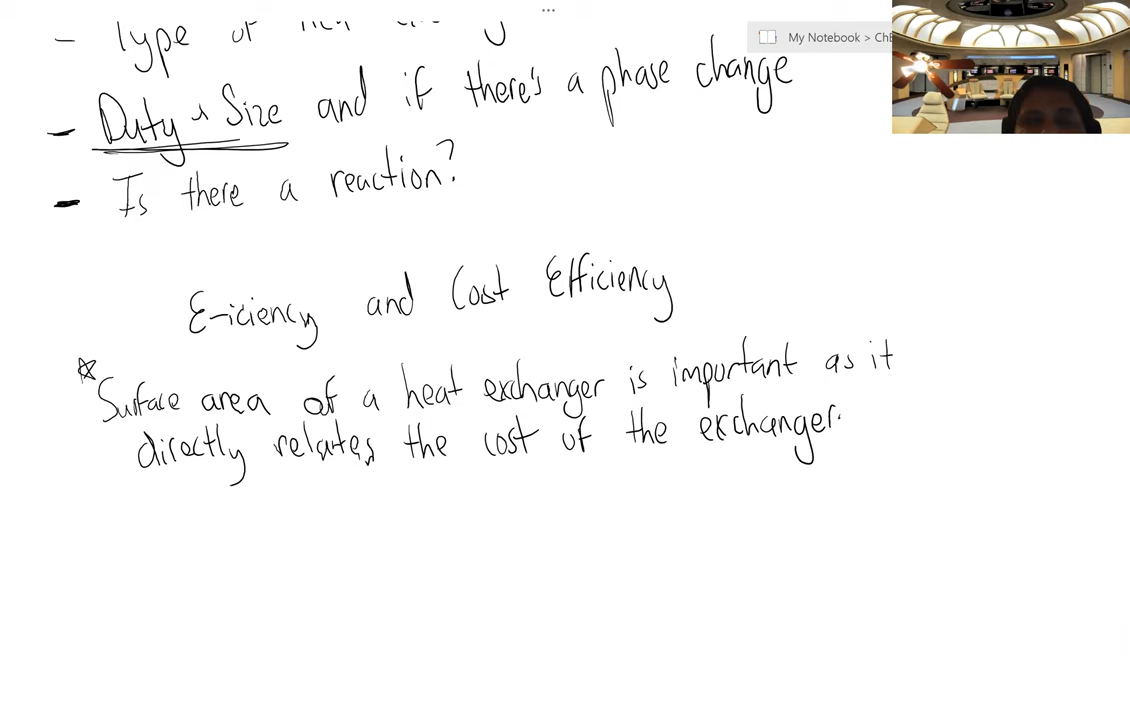 - Type of
My Notebook > Ch
- Duty & Size and if there's a phase change
- Is there a reaction?
E-iciency and Cost Efficiency
Surface area of a heat exchanger is important as it
directly relates the cost of the exchanger.